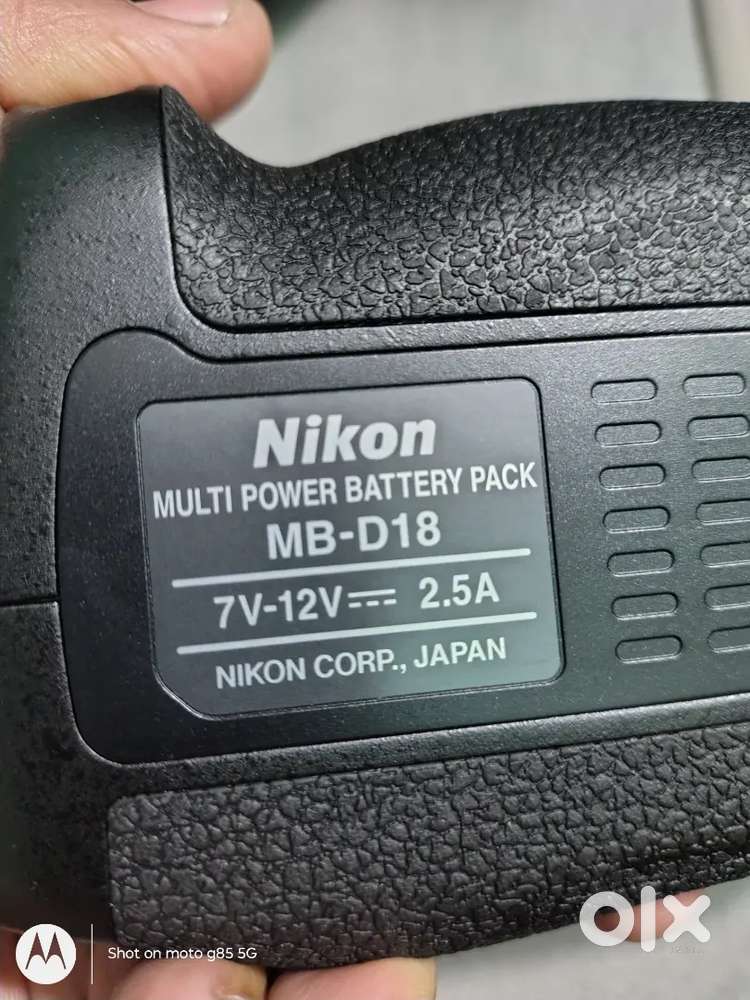 Nikon
MULTI POWER BATTERY PACK
MB-D18
7V-12V⎓ 2.5A
NIKON CORP., JAPAN
olx
Shot on moto g85 5G